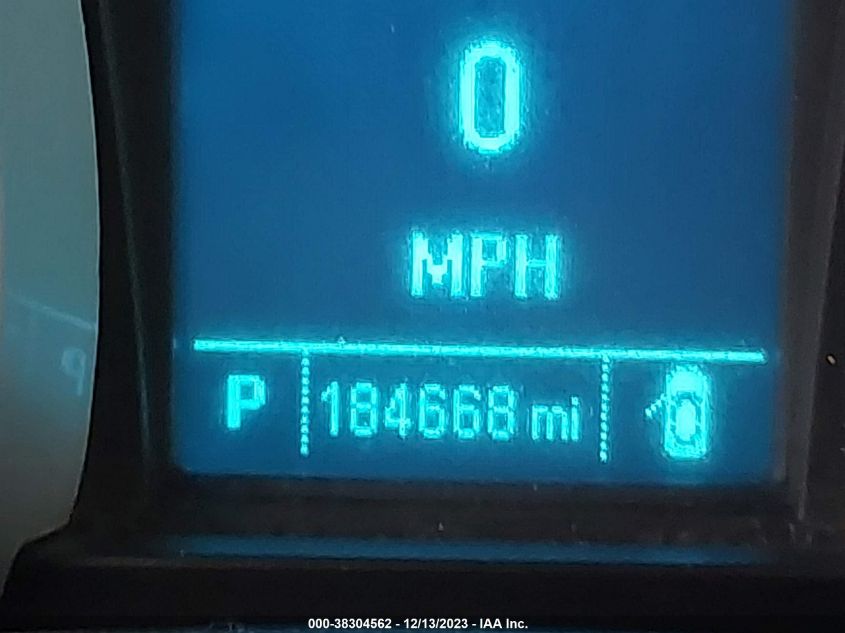 0
MPH
P 184668 mi
000-38304562 - 12/13/2023 - IAA Inc.